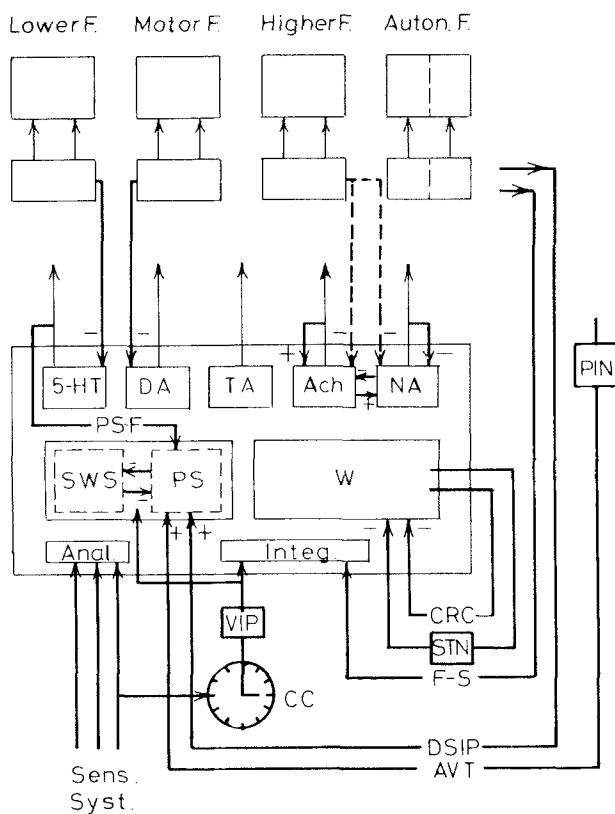 Lower F. Motor F. Higher F. Auton. F.
- - - -
+ -
5-HT DA TA Ach - NA PIN
+
PSF
SWS - PS W
-
+ + - -
Anal. Integ.
CRC
VIP STN
F-S
CC
DSIP
Sens. AVT
Syst.